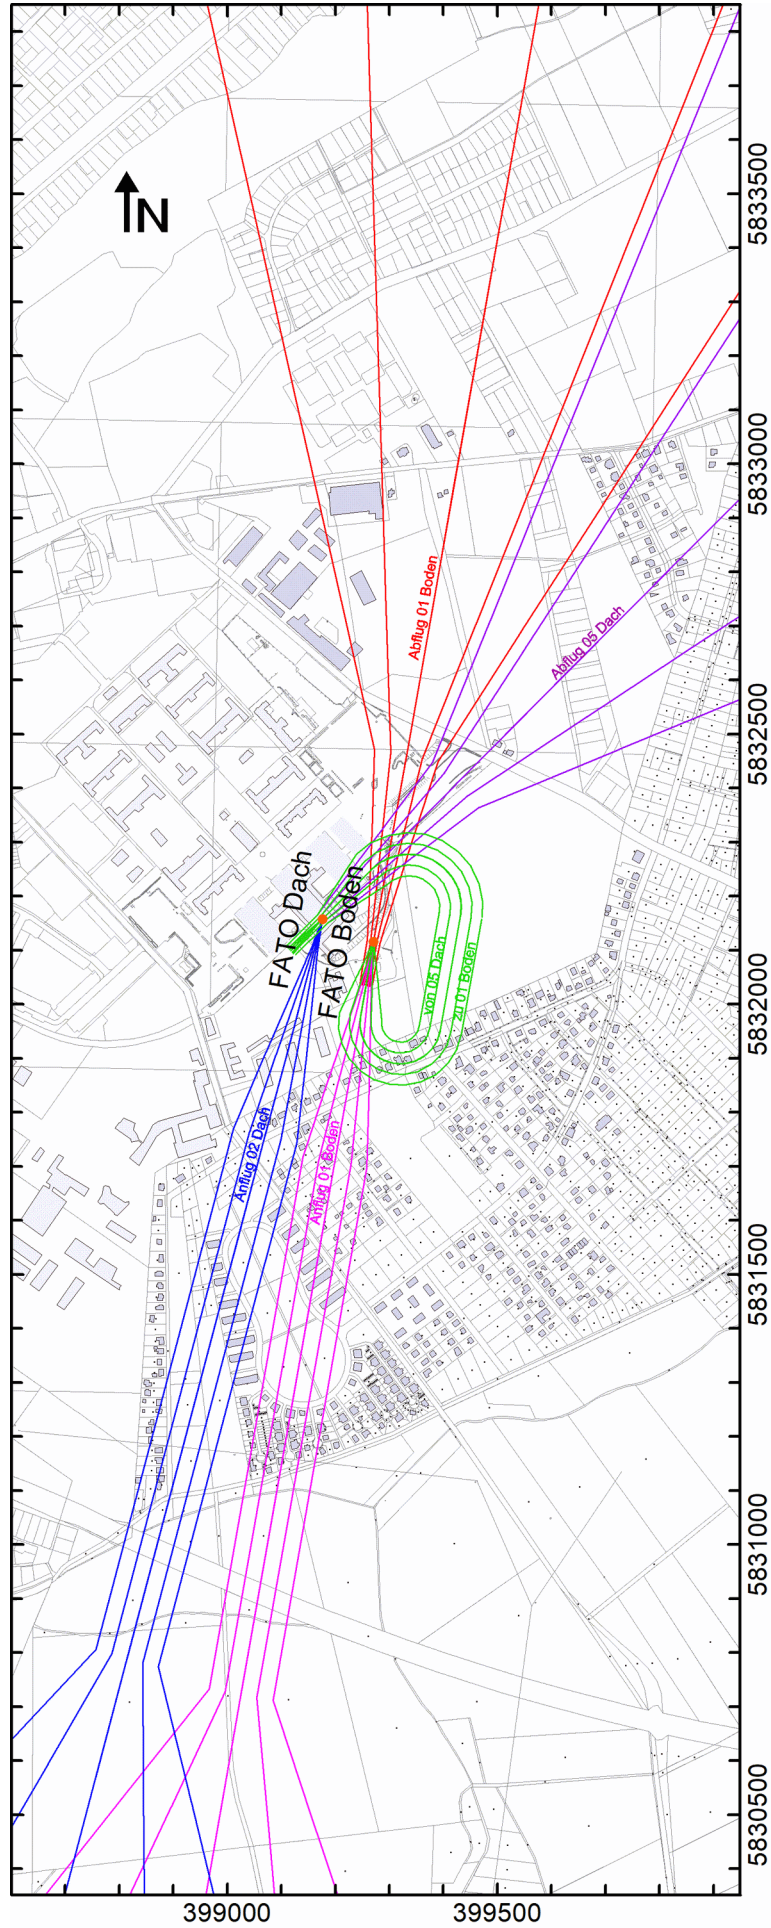 N
5833500
5833000
Abflug 01 Boden
Abflug 05 Dach
5832500
FATO Dach
FATO Boden
von 05 Dach
zu 01 Boden
5832000
Anflug 02 Dach
Anflug 01 Boden
5831500
5831000
5830500
399000
399500